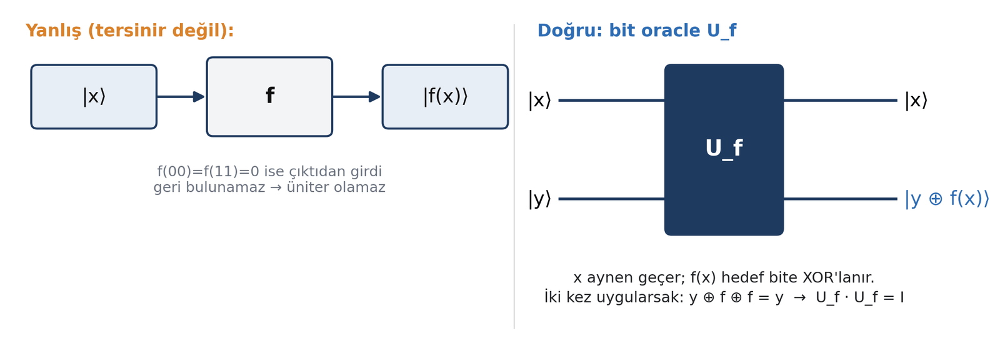 Yanlış (tersinir değil):
|x⟩
f
|f(x)⟩
f(00)=f(11)=0 ise çıktıdan girdi
geri bulunamaz → üniter olamaz
Doğru: bit oracle U_f
|x⟩
|x⟩
U_f
|y⟩
|y ⊕ f(x)⟩
x aynen geçer; f(x) hedef bite XOR'lanır.
İki kez uygularsak: y ⊕ f ⊕ f = y → U_f · U_f = I